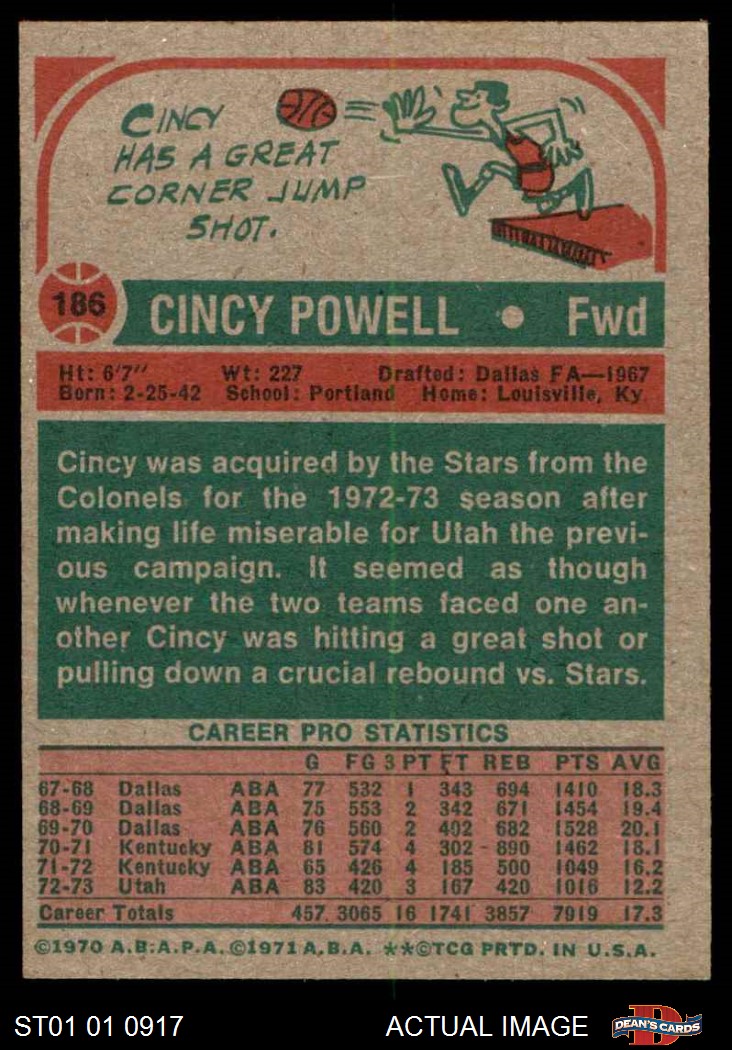 CINCY
HAS A GREAT
CORNER JUMP
SHOT.
186 CINCY POWELL • Fwd
Ht: 6'7" Wt: 227 Drafted: Dallas FA—1967
Born: 2-25-42 School: Portland Home: Louisville, Ky
Cincy was acquired by the Stars from the
Colonels for the 1972-73 season after
making life miserable for Utah the previ-
ous campaign. It seemed as though
whenever the two teams faced one an-
other Cincy was hitting a great shot or
pulling down a crucial rebound vs. Stars.
CAREER PRO STATISTICS
G FG 3 PT FT REB PTS AVG
67-68 Dallas ABA 77 532 1 343 694 1410 18.3
68-69 Dallas ABA 75 553 2 342 671 1454 19.4
69-70 Dallas ABA 76 560 2 402 682 1528 20.1
70-71 Kentucky ABA 81 574 4 302 890 1462 18.1
71-72 Kentucky ABA 65 426 4 185 500 1049 16.2
72-73 Utah ABA 83 420 3 167 420 1016 12.2
Career Totals 457 3065 16 1741 3857 7919 17.3
©1970 A.B.A.P.A. ©1971 A.B.A. **©TCG PRTD. IN U.S.A.
ST01 01 0917 ACTUAL IMAGE D DEAN'S CARDS